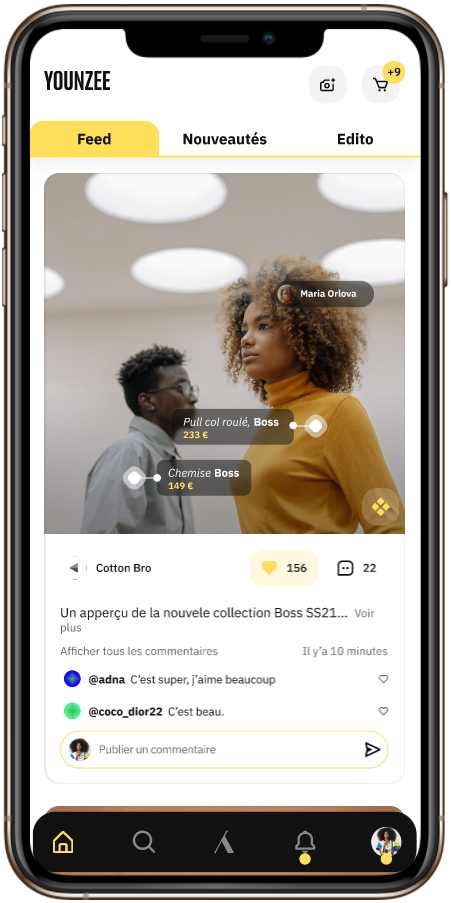 YOUNZEE
+9
Feed
Nouveautés
Edito
Maria Orlova
Pull col roulé, Boss
233 €
Chemise Boss
149 €
Cotton Bro
156
22
Un apperçu de la nouvele collection Boss SS21... Voir
plus
Afficher tous les commentaires
Il y'a 10 minutes
@adna C'est super, j'aime beaucoup
@coco_dior22 C'est beau.
Publier un commentaire